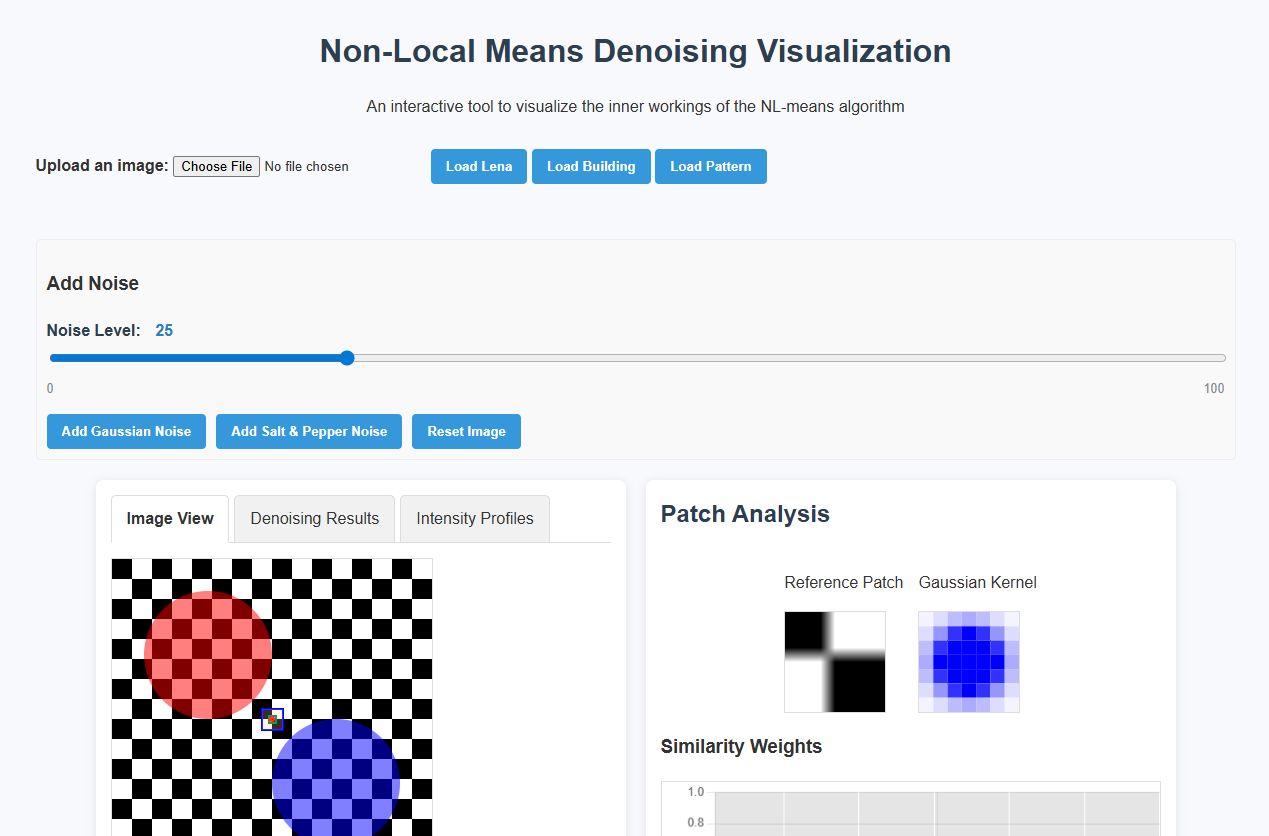 Non-Local Means Denoising Visualization
An interactive tool to visualize the inner workings of the NL-means algorithm
Upload an image: Choose File No file chosen Load Lena Load Building Load Pattern
Add Noise
Noise Level: 25
0 100
Add Gaussian Noise Add Salt & Pepper Noise Reset Image
Image View Denoising Results Intensity Profiles
Patch Analysis
Reference Patch Gaussian Kernel
Similarity Weights
1.0
0.8